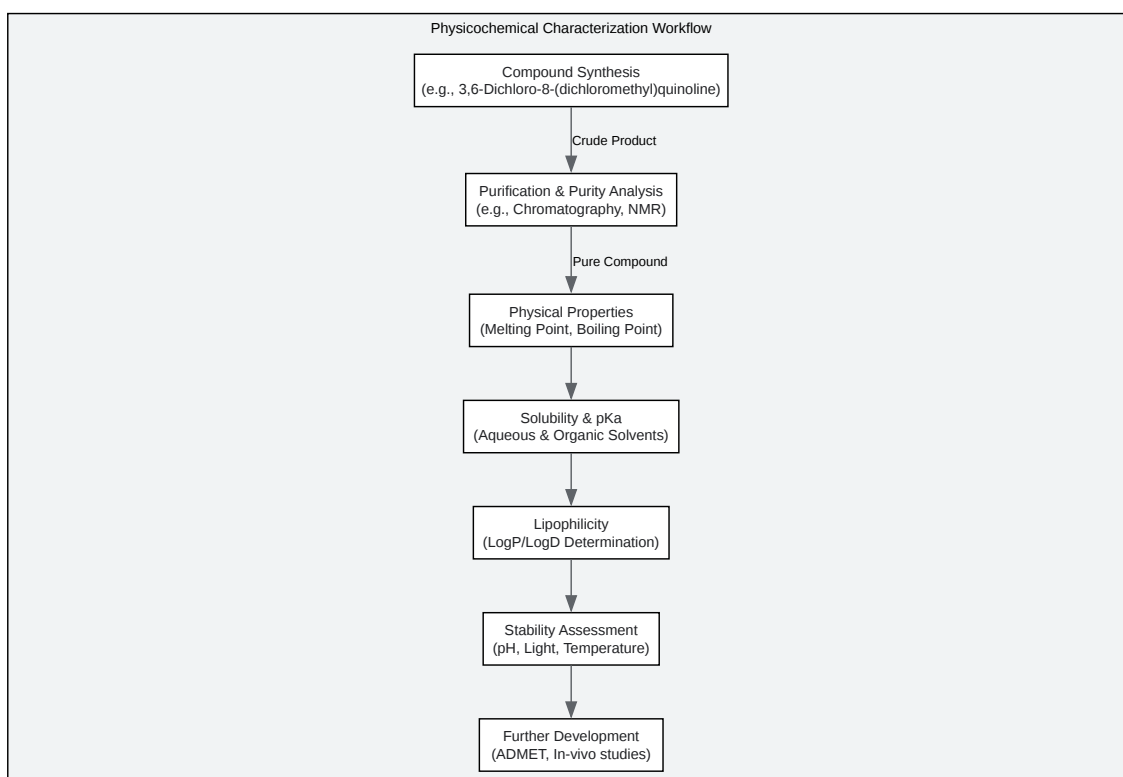 Physicochemical Characterization Workflow
Compound Synthesis
(e.g., 3,6-Dichloro-8-(dichloromethyl)quinoline)
Crude Product
Purification & Purity Analysis
(e.g., Chromatography, NMR)
Pure Compound
Physical Properties
(Melting Point, Boiling Point)
Solubility & pKa
(Aqueous & Organic Solvents)
Lipophilicity
(LogP/LogD Determination)
Stability Assessment
(pH, Light, Temperature)
Further Development
(ADMET, In-vivo studies)